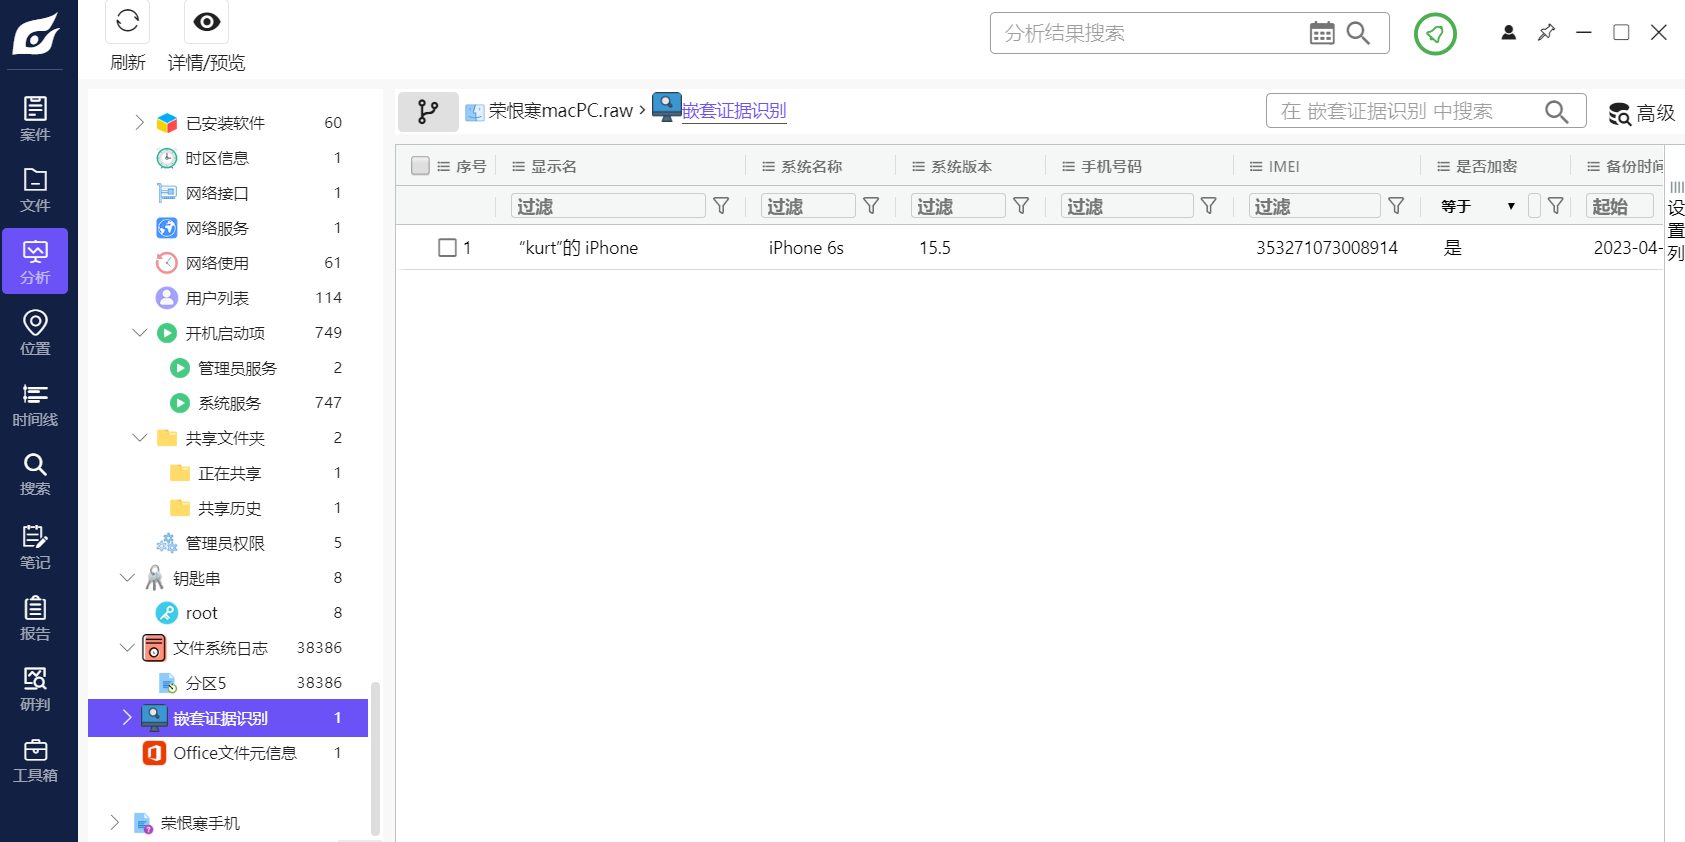 刷新
详情/预览
分析结果搜索
案件
文件
分析
位置
时间线
搜索
笔记
报告
研判
工具箱
已安装软件 60
时区信息 1
网络接口 1
网络服务 1
网络使用 61
用户列表 114
开机启动项 749
管理员服务 2
系统服务 747
共享文件夹 2
正在共享 1
共享历史 1
管理员权限 5
钥匙串 8
root 8
文件系统日志 38386
分区5 38386
嵌套证据识别 1
Office文件元信息 1
荣恨寒手机
荣恨寒macPC.raw › 嵌套证据识别
在 嵌套证据识别 中搜索
高级
序号 显示名 系统名称 系统版本 手机号码 IMEI 是否加密 备份时间
过滤 过滤 过滤 过滤 过滤 等于 起始
1 “kurt”的 iPhone iPhone 6s 15.5 353271073008914 是 2023-04-
设置列